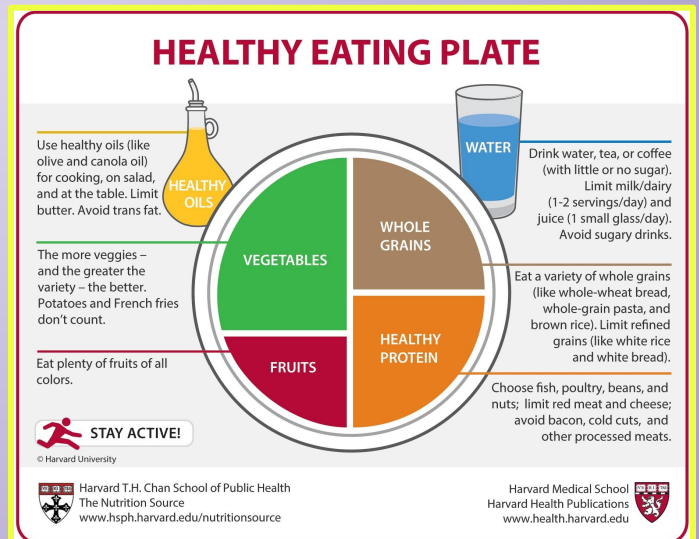 HEALTHY EATING PLATE
Use healthy oils (like
olive and canola oil)
for cooking, on salad,
and at the table. Limit
butter. Avoid trans fat.
HEALTHY
OILS
The more veggies –
and the greater the
variety – the better.
Potatoes and French fries
don’t count.
Eat plenty of fruits of all
colors.
VEGETABLES
FRUITS
WHOLE
GRAINS
HEALTHY
PROTEIN
WATER
Drink water, tea, or coffee
(with little or no sugar).
Limit milk/dairy
(1-2 servings/day) and
juice (1 small glass/day).
Avoid sugary drinks.
Eat a variety of whole grains
(like whole-wheat bread,
whole-grain pasta, and
brown rice). Limit refined
grains (like white rice
and white bread).
Choose fish, poultry, beans, and
nuts; limit red meat and cheese;
avoid bacon, cold cuts, and
other processed meats.
STAY ACTIVE!
© Harvard University
Harvard T.H. Chan School of Public Health
The Nutrition Source
www.hsph.harvard.edu/nutritionsource
Harvard Medical School
Harvard Health Publications
www.health.harvard.edu